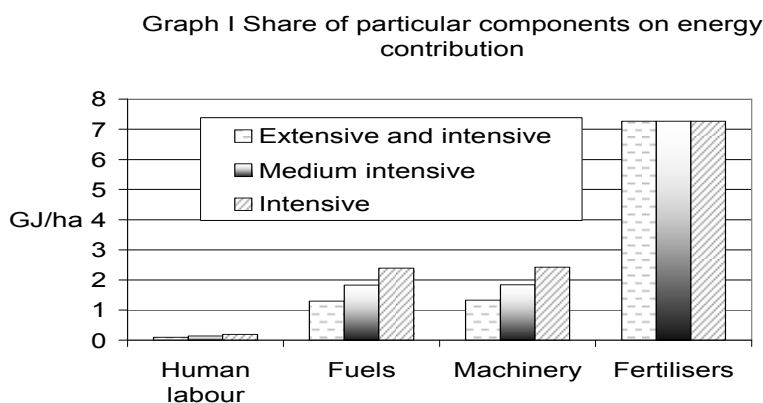 Graph I Share of particular components on energy
contribution
8
7
6
5
GJ/ha 4
3
2
1
0
Extensive and intensive
Medium intensive
Intensive
Human
labour
Fuels
Machinery
Fertilisers